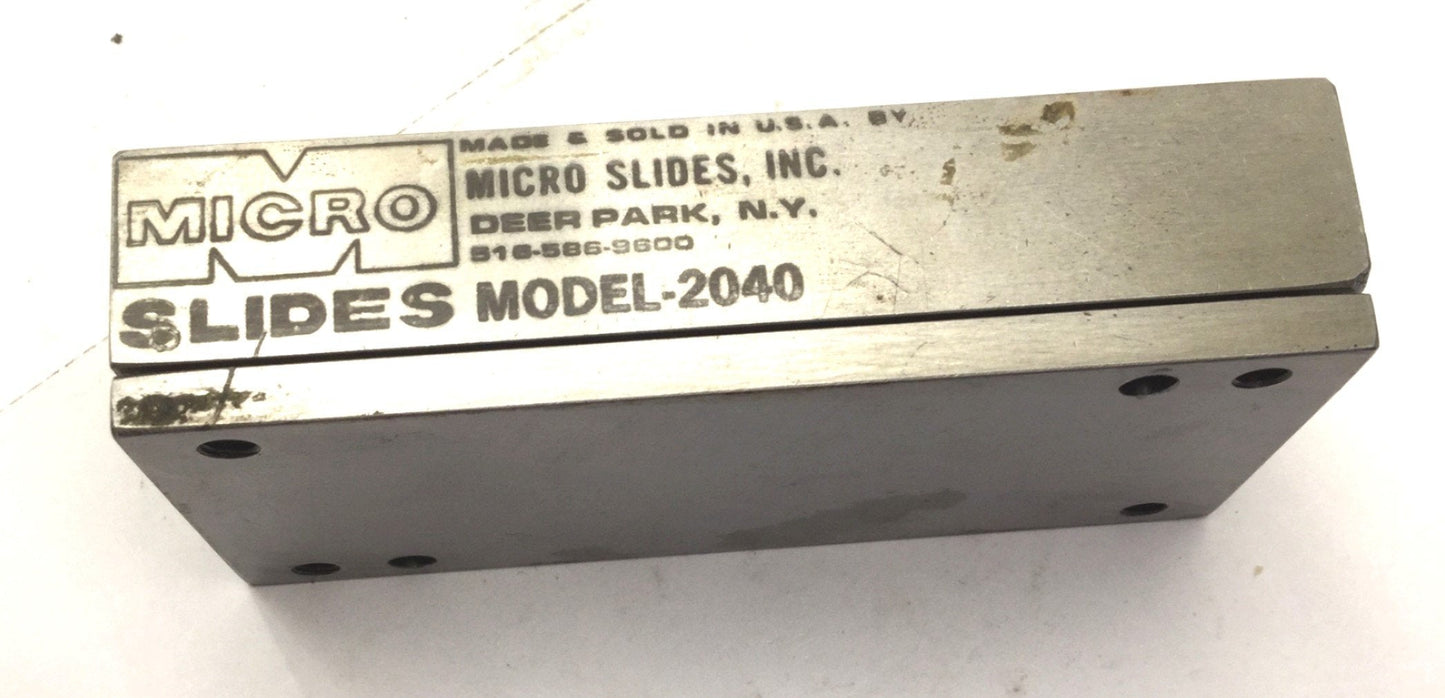 MICRO
SLIDES
MADE & SOLD IN U.S.A. BY
MICRO SLIDES, INC.
DEER PARK, N.Y.
516-586-9600
MODEL-2040